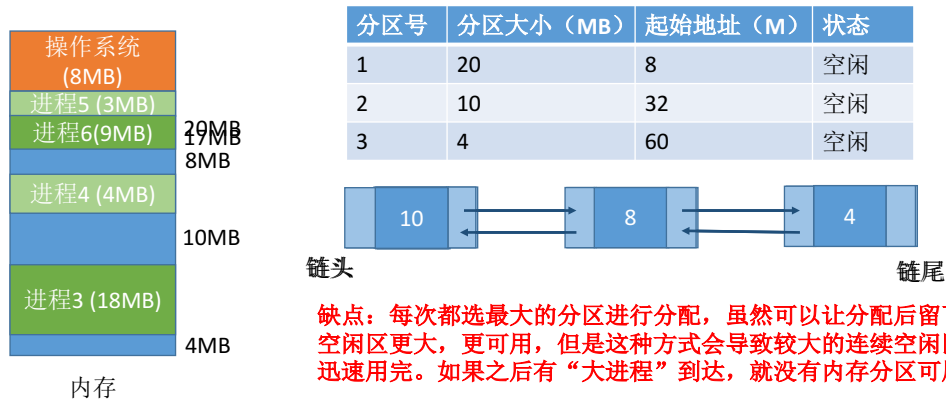 操作系统
(8MB)
进程5 (3MB)
进程6(9MB)
20MB
17MB
8MB
进程4 (4MB)
10MB
进程3 (18MB)
4MB
内存
分区号 分区大小（MB） 起始地址（M） 状态
1 20 8 空闲
2 10 32 空闲
3 4 60 空闲
10 8 4
链头
链尾
缺点：每次都选最大的分区进行分配，虽然可以让分配后留
空闲区更大，更可用，但是这种方式会导致较大的连续空闲
迅速用完。如果之后有“大进程”到达，就没有内存分区可